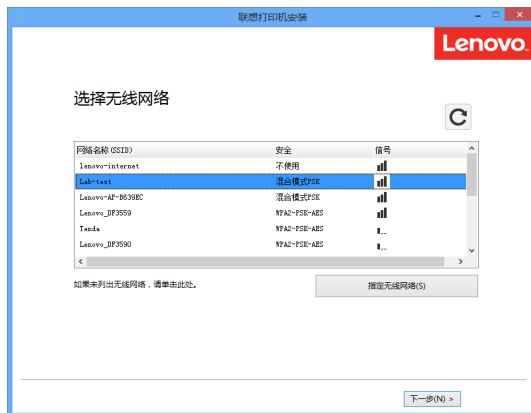 联想打印机安装
Lenovo.
选择无线网络
网络名称(SSID) 安全 信号
lenovo-internet 不使用
Lab-test 混合模式PSK
Lenovo-AP-B639EC 混合模式PSK
Lenovo_DF3559 WPA2-PSK-AES
Tenda WPA2-PSK-AES
Lenovo_DF3590 WPA2-PSK-AES
如果未列出无线网络，请单击此处。 指定无线网络(S)
下一步(N) >